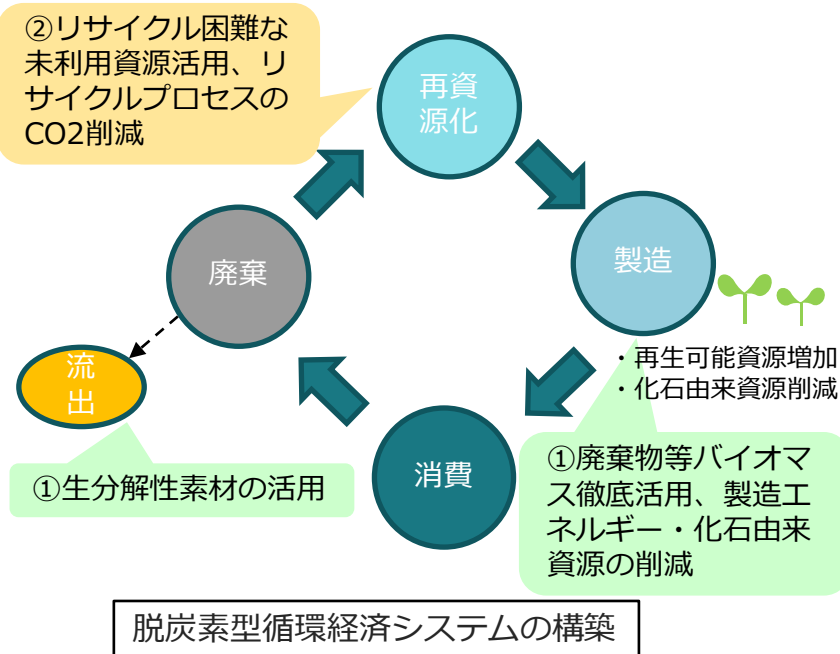 ②リサイクル困難な
未利用資源活用、リ
サイクルプロセスの
CO2削減
再資
源化
製造
廃棄
・再生可能資源増加
・化石由来資源削減
流
出
消費
①生分解性素材の活用
①廃棄物等バイオマ
ス徹底活用、製造エ
ネルギー・化石由来
資源の削減
脱炭素型循環経済システムの構築